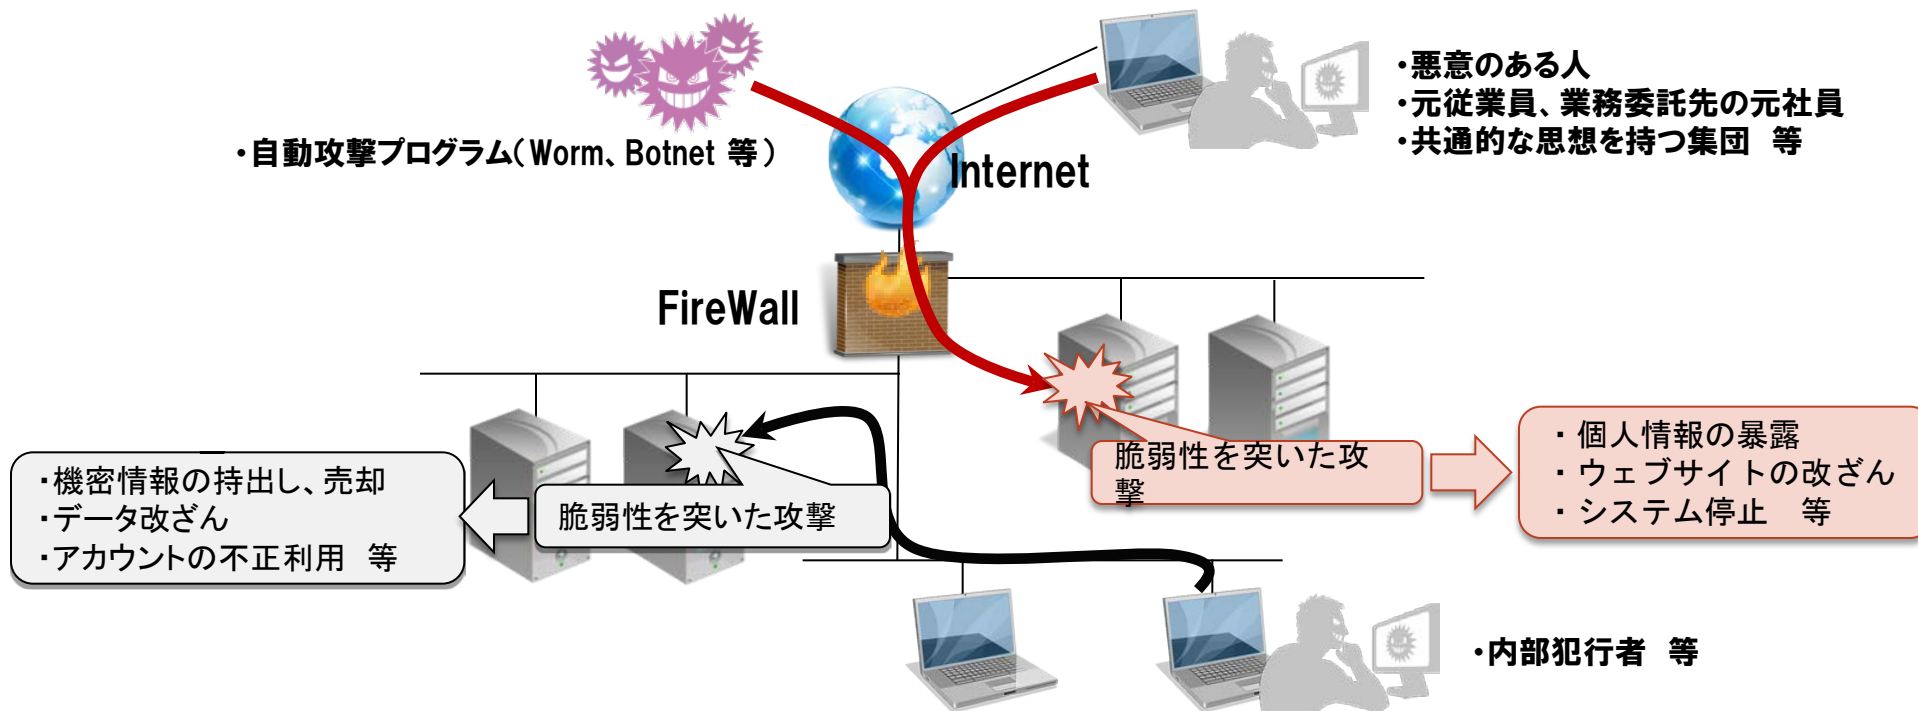 ・悪意のある人
・元従業員、業務委託先の元社員
・共通的な思想を持つ集団　等
・自動攻撃プログラム（Worm、Botnet 等）
Internet
FireWall
脆弱性を突いた攻
撃
・ 個人情報の暴露
・ ウェブサイトの改ざん
・ システム停止　等
・機密情報の持出し、売却
・データ改ざん
・アカウントの不正利用　等
脆弱性を突いた攻撃
・内部犯行者　等